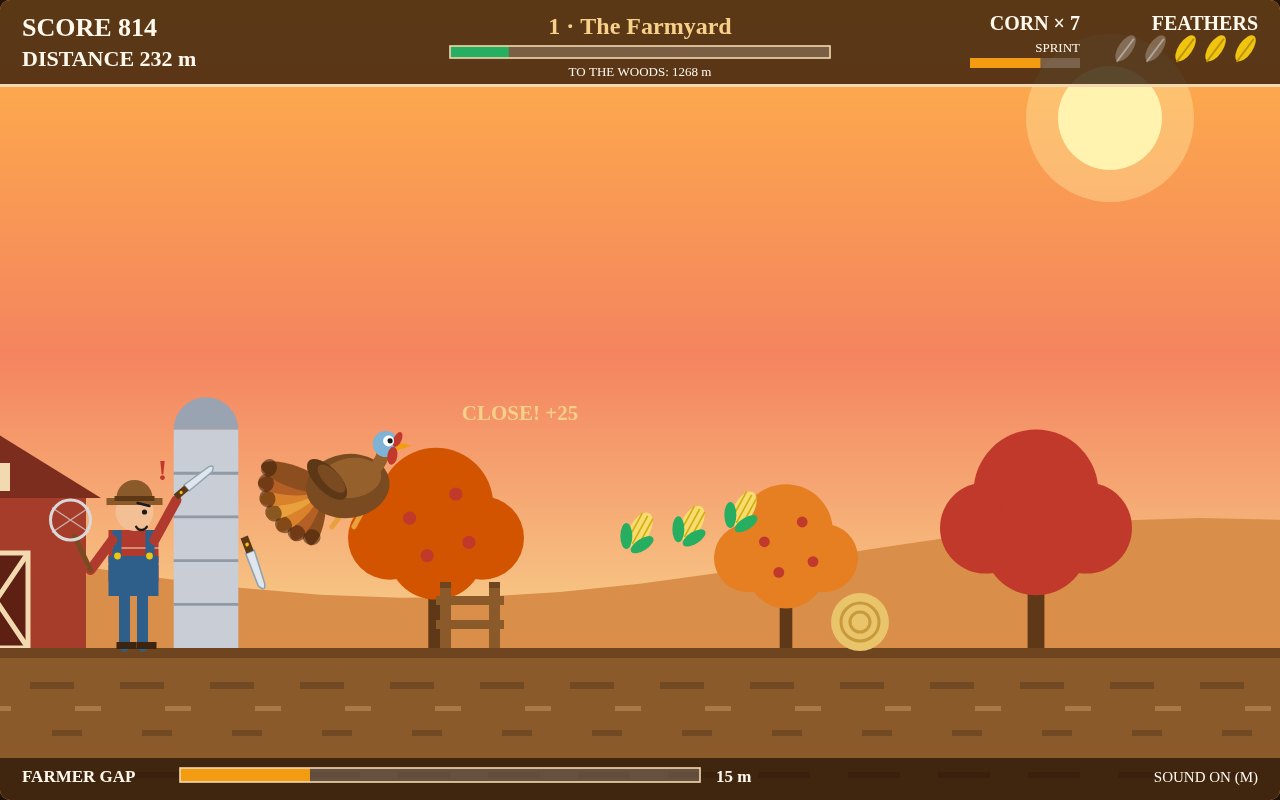 SCORE 814
DISTANCE 232 m
1 · The Farmyard
TO THE WOODS: 1268 m
CORN × 7
SPRINT
FEATHERS
CLOSE! +25
!
FARMER GAP
15 m
SOUND ON (M)